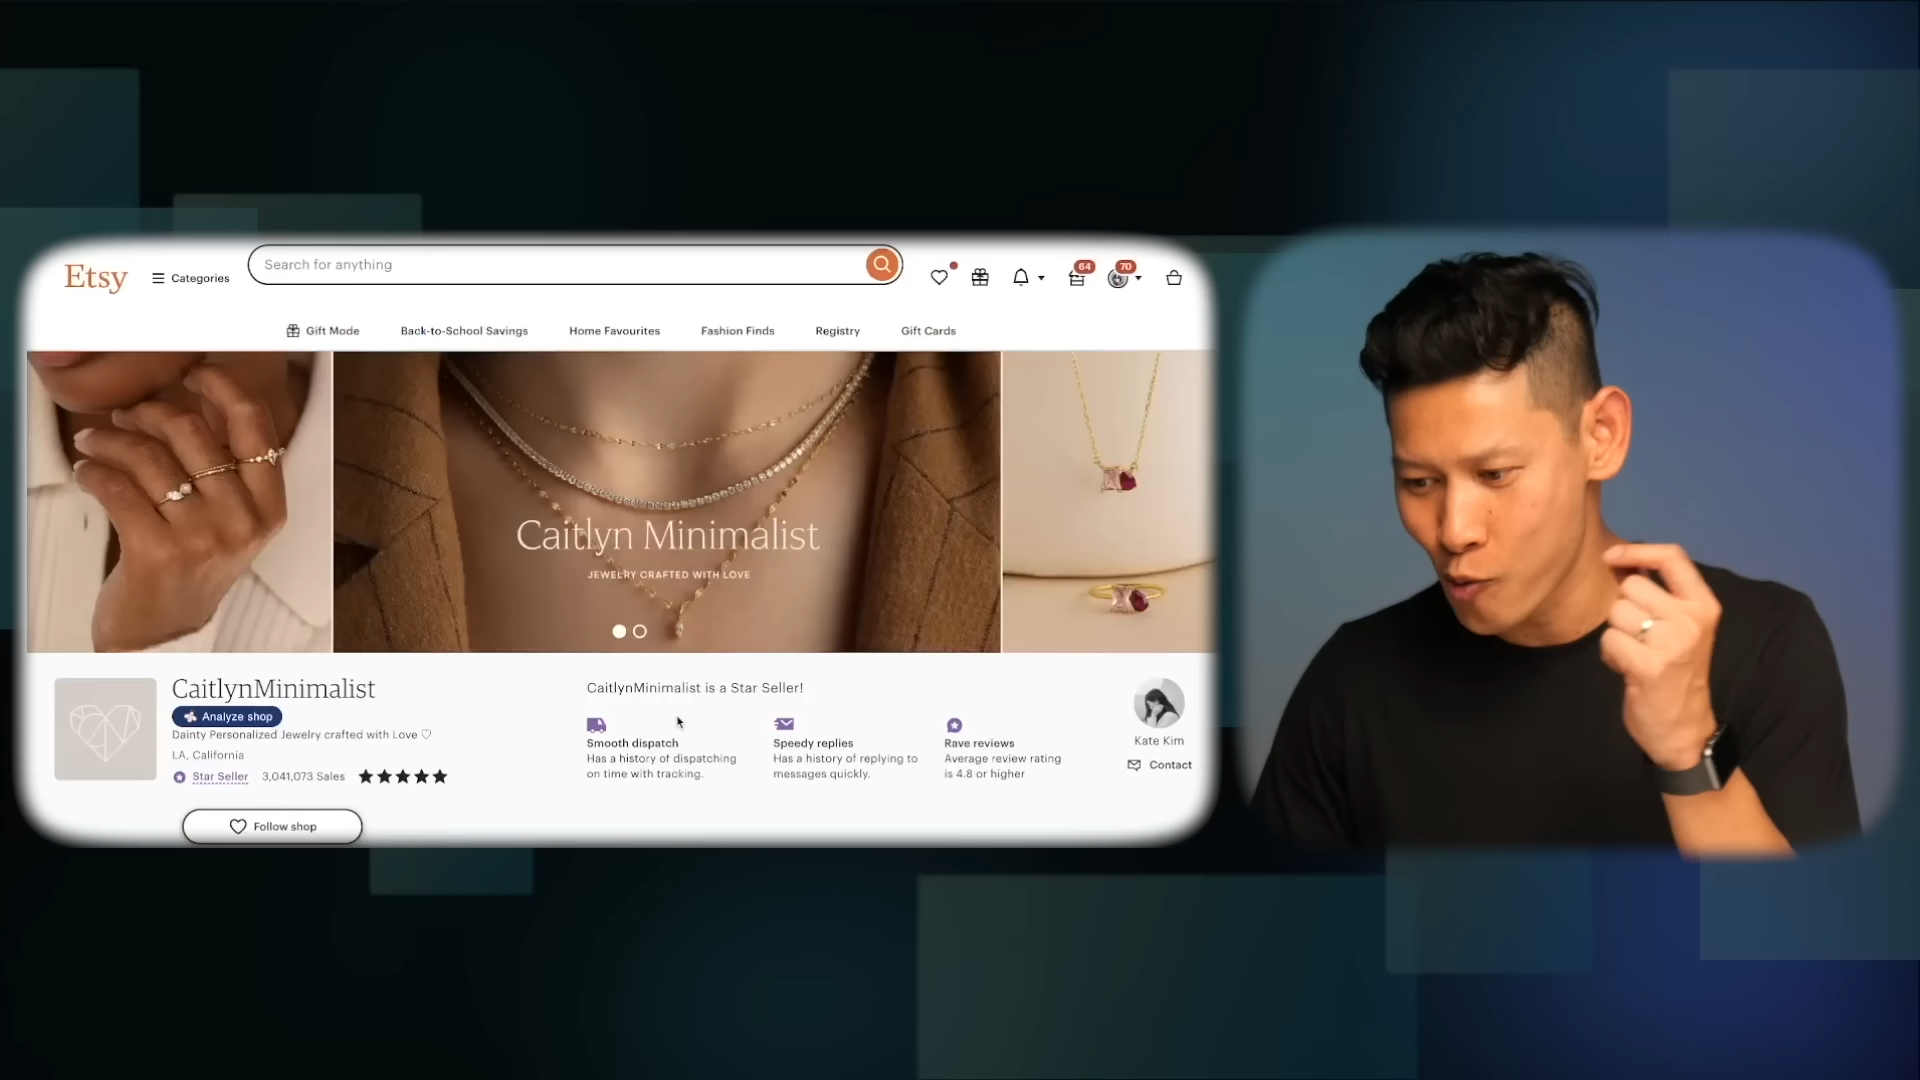 Etsy
Categories
Search for anything
64
70
Gift Mode
Back-to-School Savings
Home Favourites
Fashion Finds
Registry
Gift Cards
Caitlyn Minimalist
JEWELRY CRAFTED WITH LOVE
CaitlynMinimalist
Analyze shop
Dainty Personalized Jewelry crafted with Love ♡
LA, California
Star Seller 3,041,073 Sales
Follow shop
CaitlynMinimalist is a Star Seller!
Smooth dispatch
Has a history of dispatching
on time with tracking.
Speedy replies
Has a history of replying to
messages quickly.
Rave reviews
Average review rating
is 4.8 or higher
Kate Kim
Contact